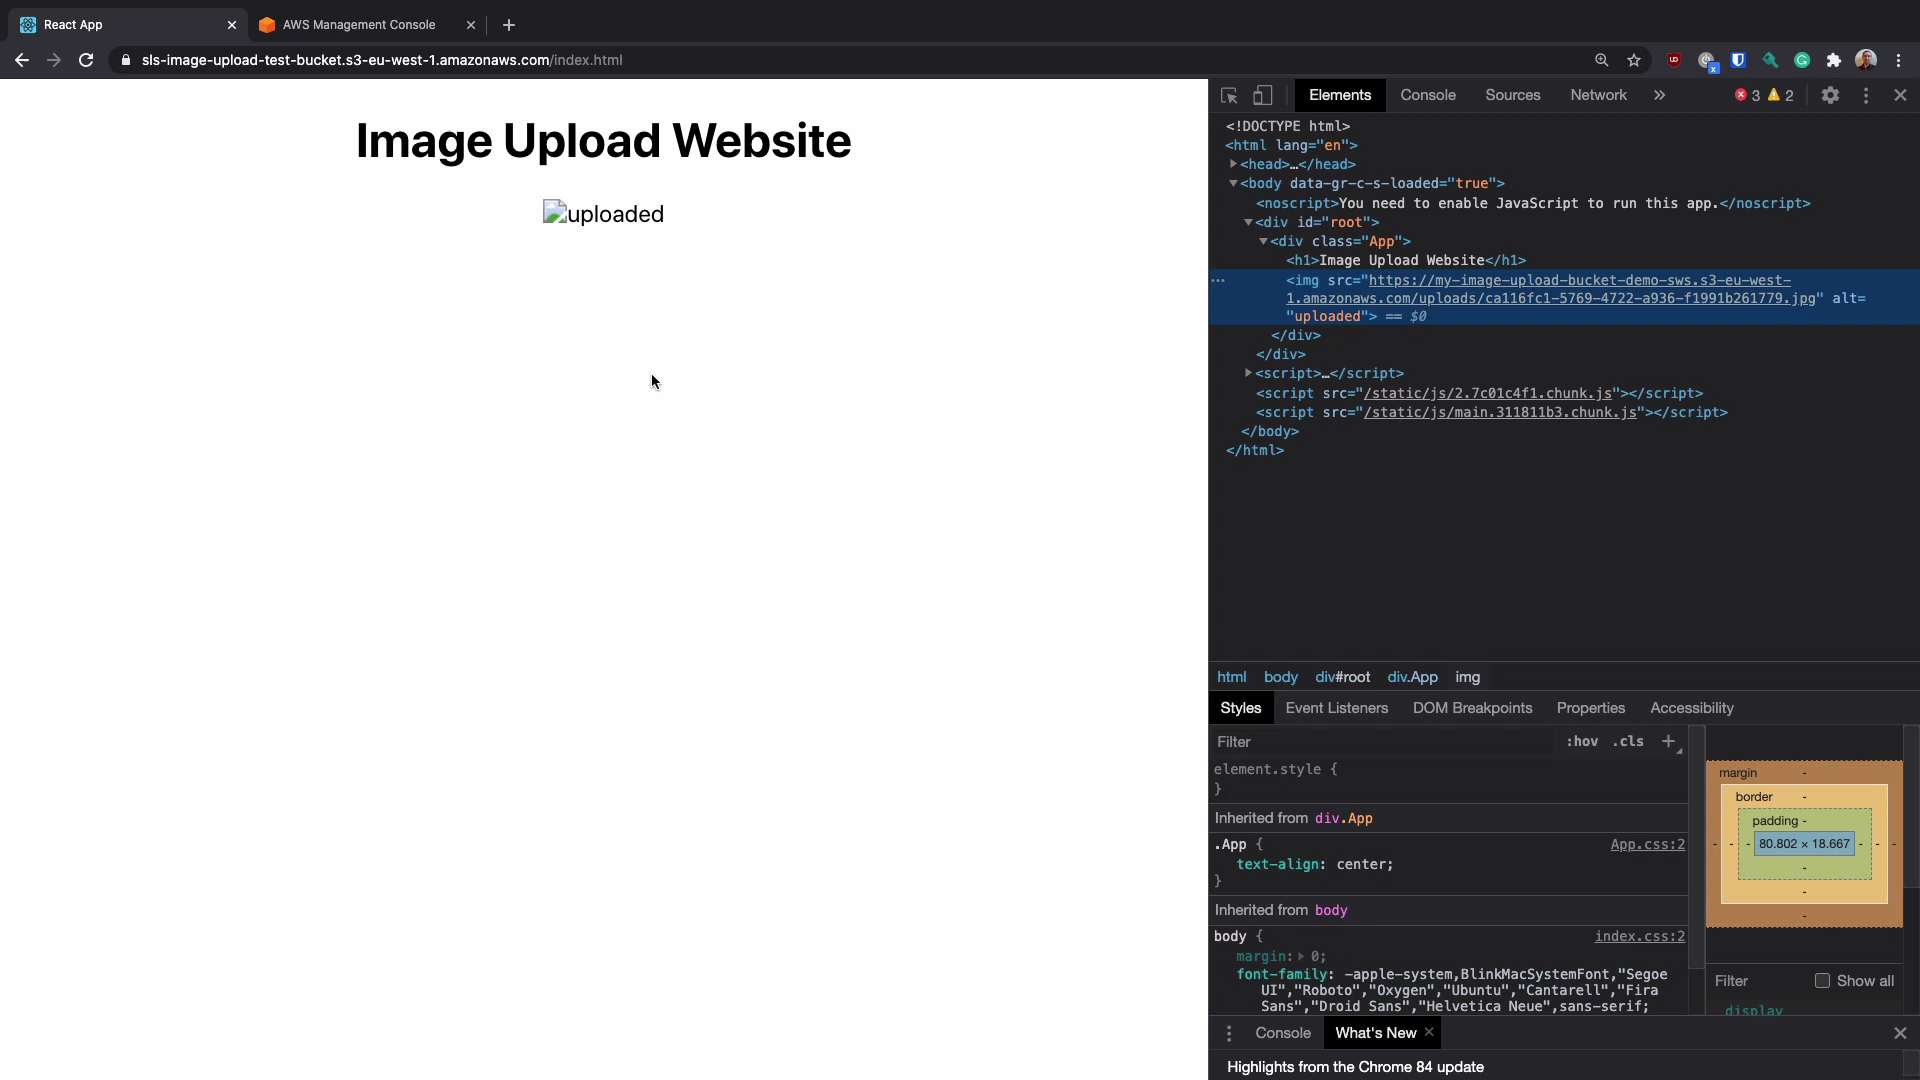 React App
AWS Management Console
sls-image-upload-test-bucket.s3-eu-west-1.amazonaws.com/index.html
Image Upload Website
uploaded
Elements
Console
Sources
Network
3
2
<!DOCTYPE html>
<html lang="en">
<head>…</head>
<body data-gr-c-s-loaded="true">
<noscript>You need to enable JavaScript to run this app.</noscript>
<div id="root">
<div class="App">
<h1>Image Upload Website</h1>
<img src="https://my-image-upload-bucket-demo-sws.s3-eu-west-
1.amazonaws.com/uploads/ca116fc1-5769-4722-a936-f1991b261779.jpg" alt=
"uploaded"> == $0
</div>
</div>
<script>…</script>
<script src="/static/js/2.7c01c4f1.chunk.js"></script>
<script src="/static/js/main.311811b3.chunk.js"></script>
</body>
</html>
html body div#root div.App img
Styles Event Listeners DOM Breakpoints Properties Accessibility
Filter :hov .cls +
element.style {
}
Inherited from div.App
.App { App.css:2
text-align: center;
}
Inherited from body
body { index.css:2
margin: 0;
font-family: -apple-system,BlinkMacSystemFont,"Segoe
UI","Roboto","Oxygen","Ubuntu","Cantarell","Fira
Sans","Droid Sans","Helvetica Neue",sans-serif;
margin -
border -
padding -
- - - 80.802 × 18.667 - - -
-
-
-
Filter Show all
display
Console What's New
Highlights from the Chrome 84 update